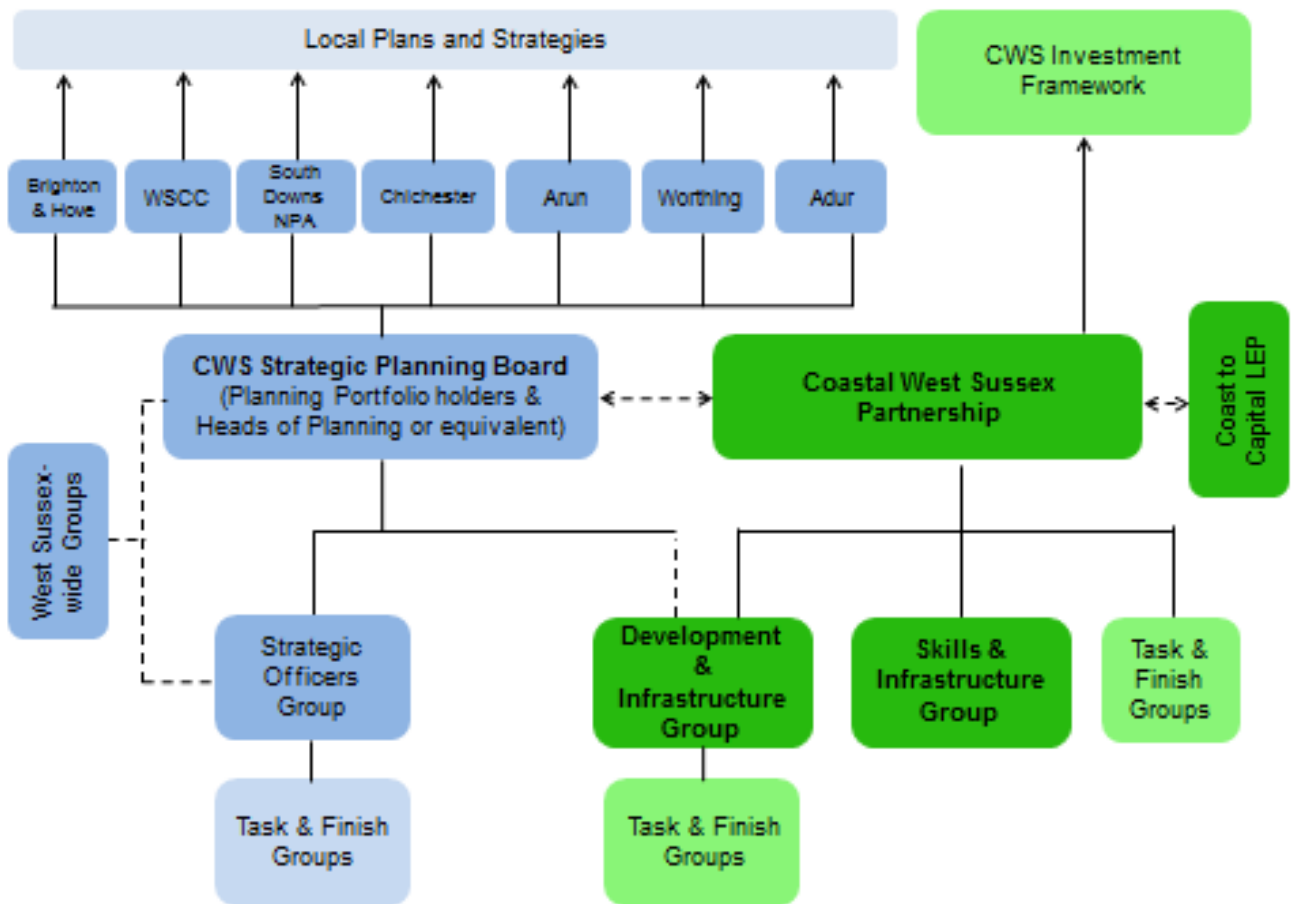 Local Plans and Strategies
CWS Investment
Framework
Brighton
& Hove
WSCC
South
Downs
NPA
Chichester
Arun
Worthing
Adur
CWS Strategic Planning Board
(Planning Portfolio holders &
Heads of Planning or equivalent)
Coastal West Sussex
Partnership
Coast to
Capital LEP
West Sussex-
wide Groups
Strategic
Officers
Group
Development
&
Infrastructure
Group
Skills &
Infrastructure
Group
Task &
Finish
Groups
Task & Finish
Groups
Task & Finish
Groups